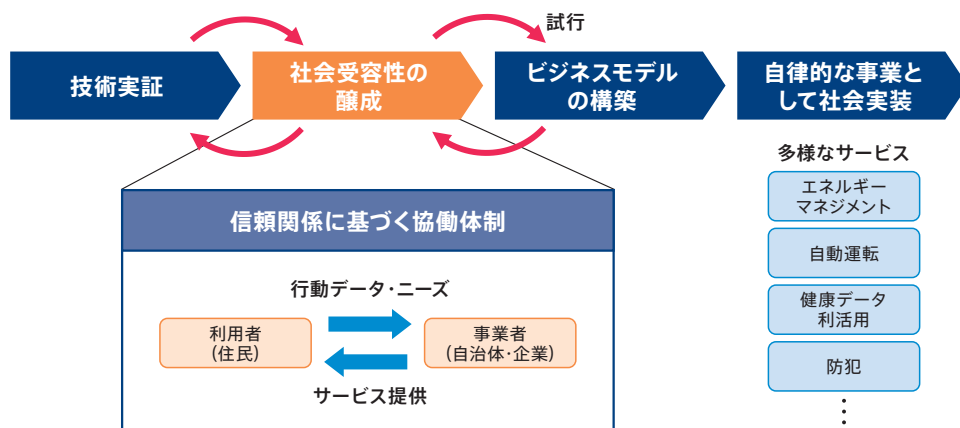 試行
技術実証
社会受容性の
醸成
ビジネスモデル
の構築
自律的な事業と
して社会実装
多様なサービス
エネルギー
マネジメント
自動運転
健康データ
利活用
防犯
⋮
信頼関係に基づく協働体制
行動データ・ニーズ
利用者
(住民)
事業者
(自治体・企業)
サービス提供